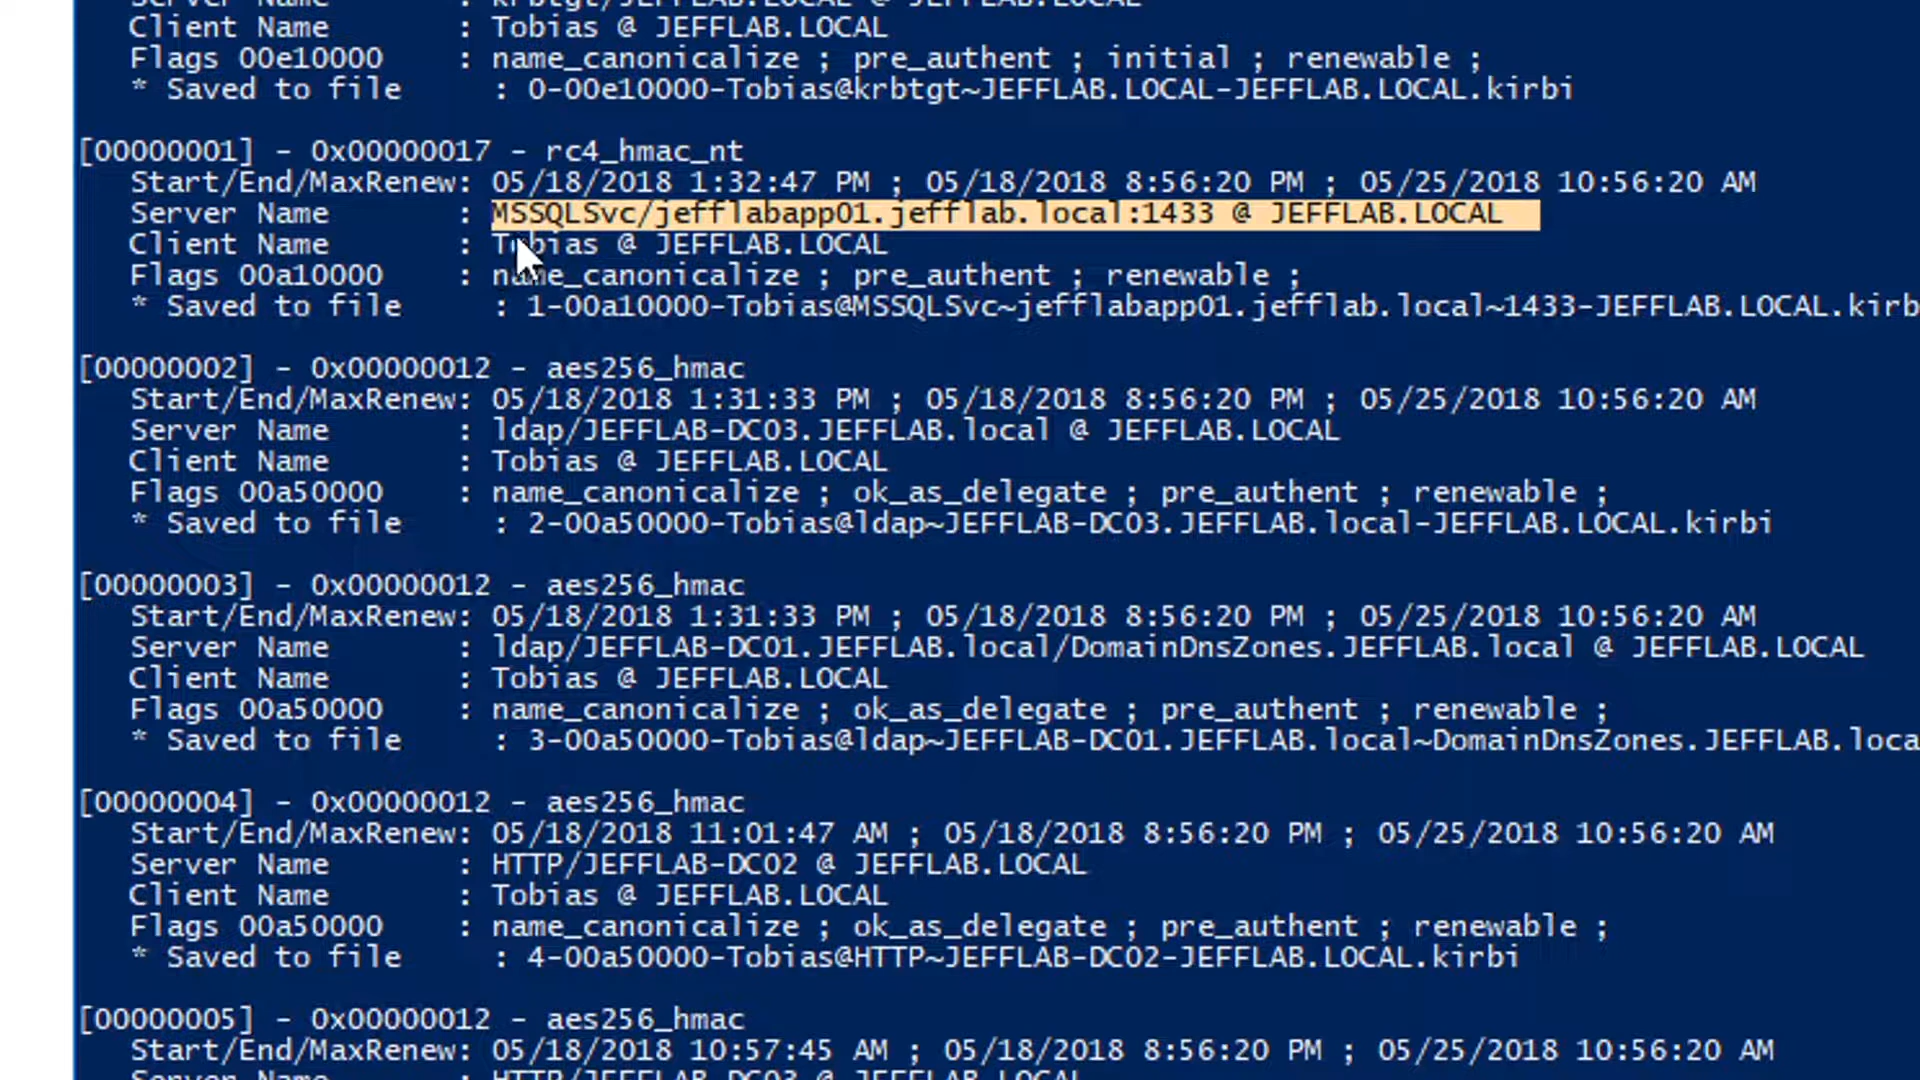 Server Name : krbtgt/JEFFLAB.LOCAL @ JEFFLAB.LOCAL
Client Name : Tobias @ JEFFLAB.LOCAL
Flags 00e10000 : name_canonicalize ; pre_authent ; initial ; renewable ;
* Saved to file : 0-00e10000-Tobias@krbtgt~JEFFLAB.LOCAL-JEFFLAB.LOCAL.kirbi
[00000001] - 0x00000017 - rc4_hmac_nt
Start/End/MaxRenew: 05/18/2018 1:32:47 PM ; 05/18/2018 8:56:20 PM ; 05/25/2018 10:56:20 AM
Server Name : MSSQLSvc/jefflabapp01.jefflab.local:1433 @ JEFFLAB.LOCAL
Client Name : Tobias @ JEFFLAB.LOCAL
Flags 00a10000 : name_canonicalize ; pre_authent ; renewable ;
* Saved to file : 1-00a10000-Tobias@MSSQLSvc~jefflabapp01.jefflab.local~1433-JEFFLAB.LOCAL.kirb
[00000002] - 0x00000012 - aes256_hmac
Start/End/MaxRenew: 05/18/2018 1:31:33 PM ; 05/18/2018 8:56:20 PM ; 05/25/2018 10:56:20 AM
Server Name : ldap/JEFFLAB-DC03.JEFFLAB.local @ JEFFLAB.LOCAL
Client Name : Tobias @ JEFFLAB.LOCAL
Flags 00a50000 : name_canonicalize ; ok_as_delegate ; pre_authent ; renewable ;
* Saved to file : 2-00a50000-Tobias@ldap~JEFFLAB-DC03.JEFFLAB.local-JEFFLAB.LOCAL.kirbi
[00000003] - 0x00000012 - aes256_hmac
Start/End/MaxRenew: 05/18/2018 1:31:33 PM ; 05/18/2018 8:56:20 PM ; 05/25/2018 10:56:20 AM
Server Name : ldap/JEFFLAB-DC01.JEFFLAB.local/DomainDnsZones.JEFFLAB.local @ JEFFLAB.LOCAL
Client Name : Tobias @ JEFFLAB.LOCAL
Flags 00a50000 : name_canonicalize ; ok_as_delegate ; pre_authent ; renewable ;
* Saved to file : 3-00a50000-Tobias@ldap~JEFFLAB-DC01.JEFFLAB.local~DomainDnsZones.JEFFLAB.loca
[00000004] - 0x00000012 - aes256_hmac
Start/End/MaxRenew: 05/18/2018 11:01:47 AM ; 05/18/2018 8:56:20 PM ; 05/25/2018 10:56:20 AM
Server Name : HTTP/JEFFLAB-DC02 @ JEFFLAB.LOCAL
Client Name : Tobias @ JEFFLAB.LOCAL
Flags 00a50000 : name_canonicalize ; ok_as_delegate ; pre_authent ; renewable ;
* Saved to file : 4-00a50000-Tobias@HTTP~JEFFLAB-DC02-JEFFLAB.LOCAL.kirbi
[00000005] - 0x00000012 - aes256_hmac
Start/End/MaxRenew: 05/18/2018 10:57:45 AM ; 05/18/2018 8:56:20 PM ; 05/25/2018 10:56:20 AM
Server Name : HTTP/JEFFLAB-DC03 @ JEFFLAB.LOCAL